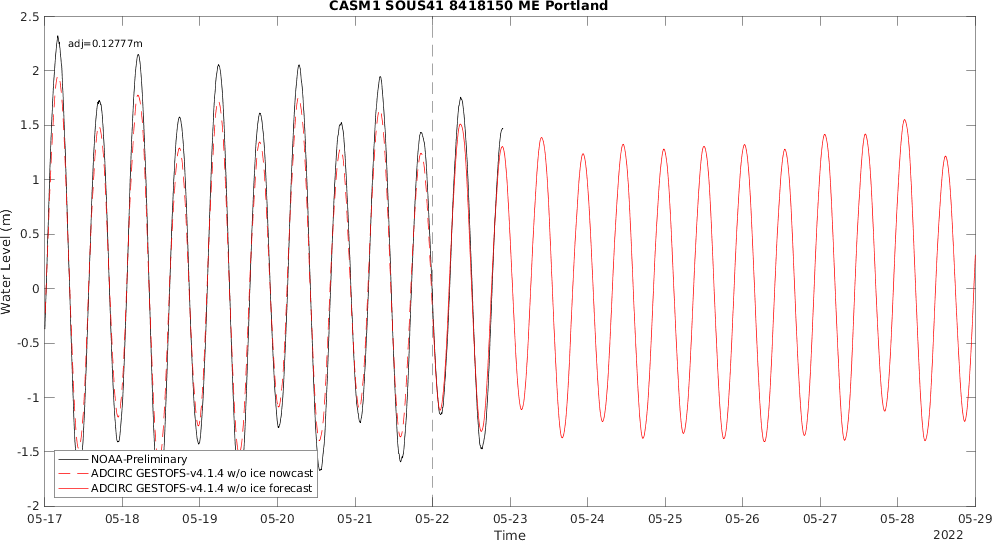 CASM1 SOUS41 8418150 ME Portland
adj=0.12777m
2.5
2
1.5
1
0.5
0
-0.5
-1
-1.5
-2
Water Level (m)
NOAA-Preliminary
ADCIRC GESTOFS-v4.1.4 w/o ice nowcast
ADCIRC GESTOFS-v4.1.4 w/o ice forecast
05-17 05-18 05-19 05-20 05-21 05-22 05-23 05-24 05-25 05-26 05-27 05-28 05-29
Time
2022